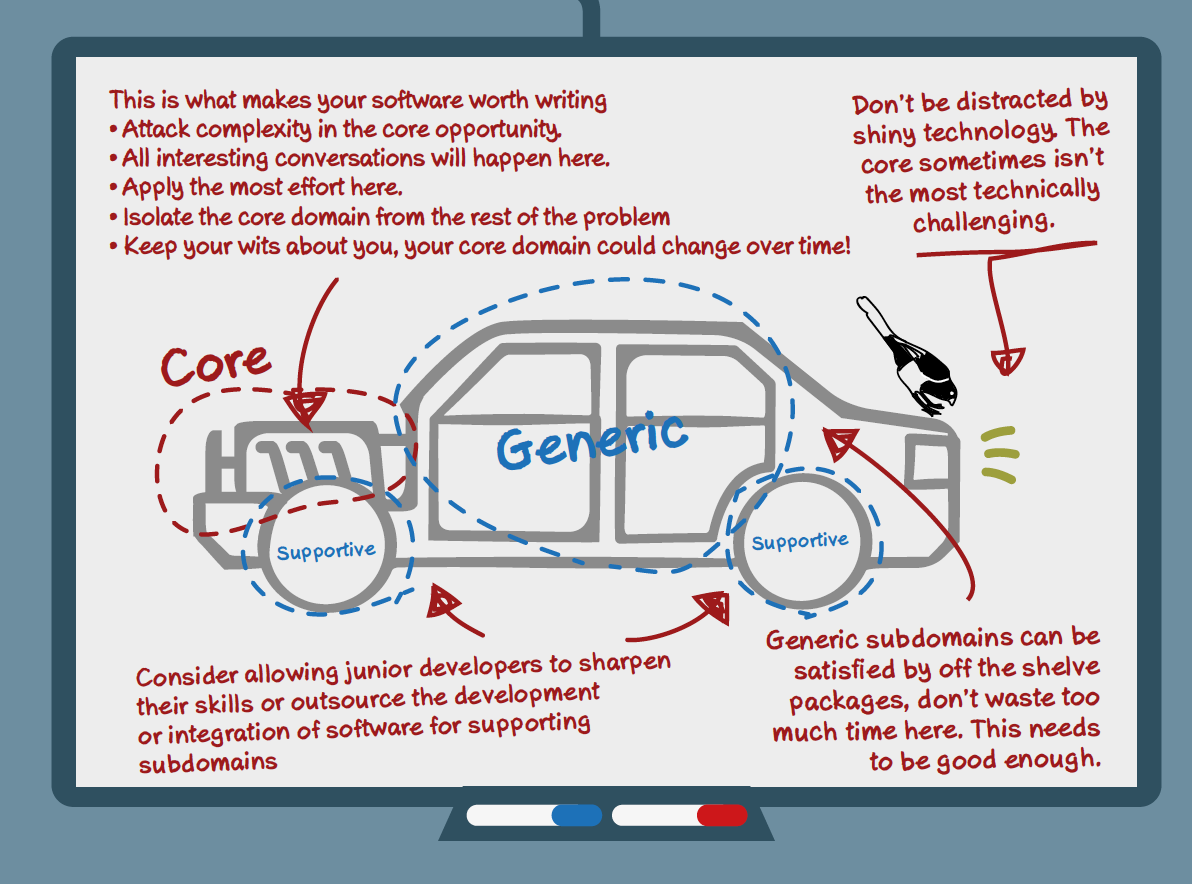 This is what makes your software worth writing
• Attack complexity in the core opportunity.
• All interesting conversations will happen here.
• Apply the most effort here.
• Isolate the core domain from the rest of the problem
• Keep your wits about you, your core domain could change over time!
Don't be distracted by
shiny technology. The
core sometimes isn't
the most technically
challenging.
Core
Generic
Supportive
Supportive
Consider allowing junior developers to sharpen
their skills or outsource the development
or integration of software for supporting
subdomains
Generic subdomains can be
satisfied by off the shelve
packages, don't waste too
much time here. This needs
to be good enough.